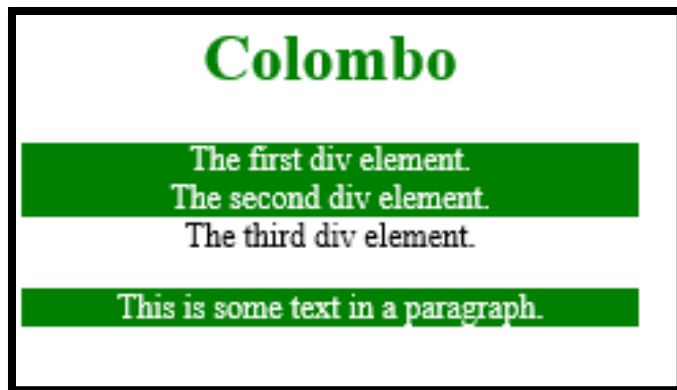 Colombo
The first div element.
The second div element.
The third div element.
This is some text in a paragraph.